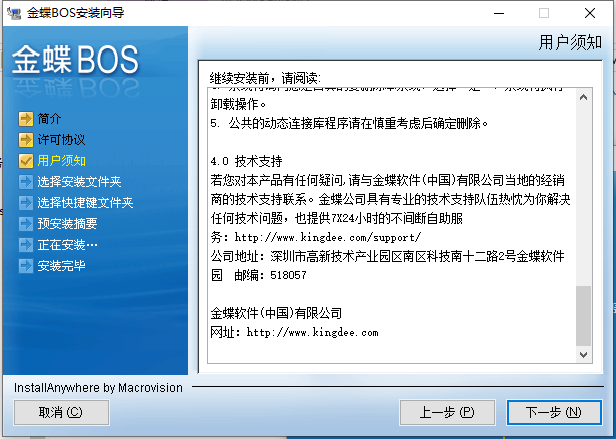 金蝶BOS安装向导
金蝶 BOS
用户须知
简介
许可协议
用户须知
选择安装文件夹
选择快捷键文件夹
预安装摘要
正在安装…
安装完毕
继续安装前，请阅读:
卸载操作。
5. 公共的动态连接库程序请在慎重考虑后确定删除。
4.0 技术支持
若您对本产品有任何疑问,请与金蝶软件(中国)有限公司当地的经销
商的技术支持联系。金蝶公司具有专业的技术支持队伍热忱为你解决
任何技术问题，也提供7X24小时的不间断自助服
务：http://www.kingdee.com/support/
公司地址：深圳市高新技术产业园区南区科技南十二路2号金蝶软件
园 邮编：518057
金蝶软件(中国)有限公司
网址：http://www.kingdee.com
InstallAnywhere by Macrovision
取消(C)
上一步(P)
下一步(N)